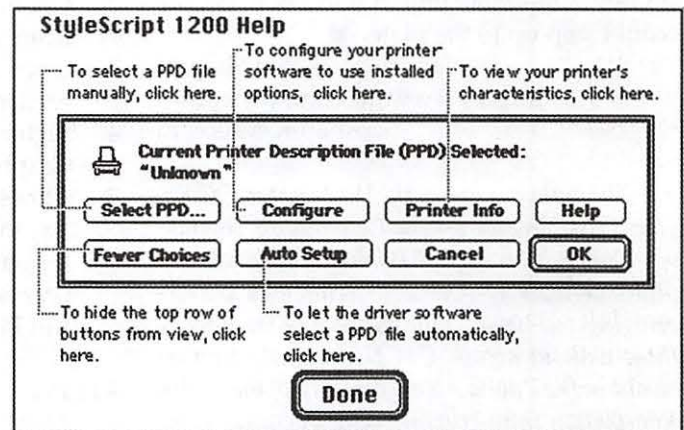 StyleScript 1200 Help
To select a PPD file
manually, click here.
To configure your printer
software to use installed
options, click here.
To view your printer's
characteristics, click here.
Current Printer Description File (PPD) Selected:
"Unknown"
Select PPD...
Configure
Printer Info
Help
Fewer Choices
Auto Setup
Cancel
OK
To hide the top row of
buttons from view, click
here.
To let the driver software
select a PPD file automatically,
click here.
Done